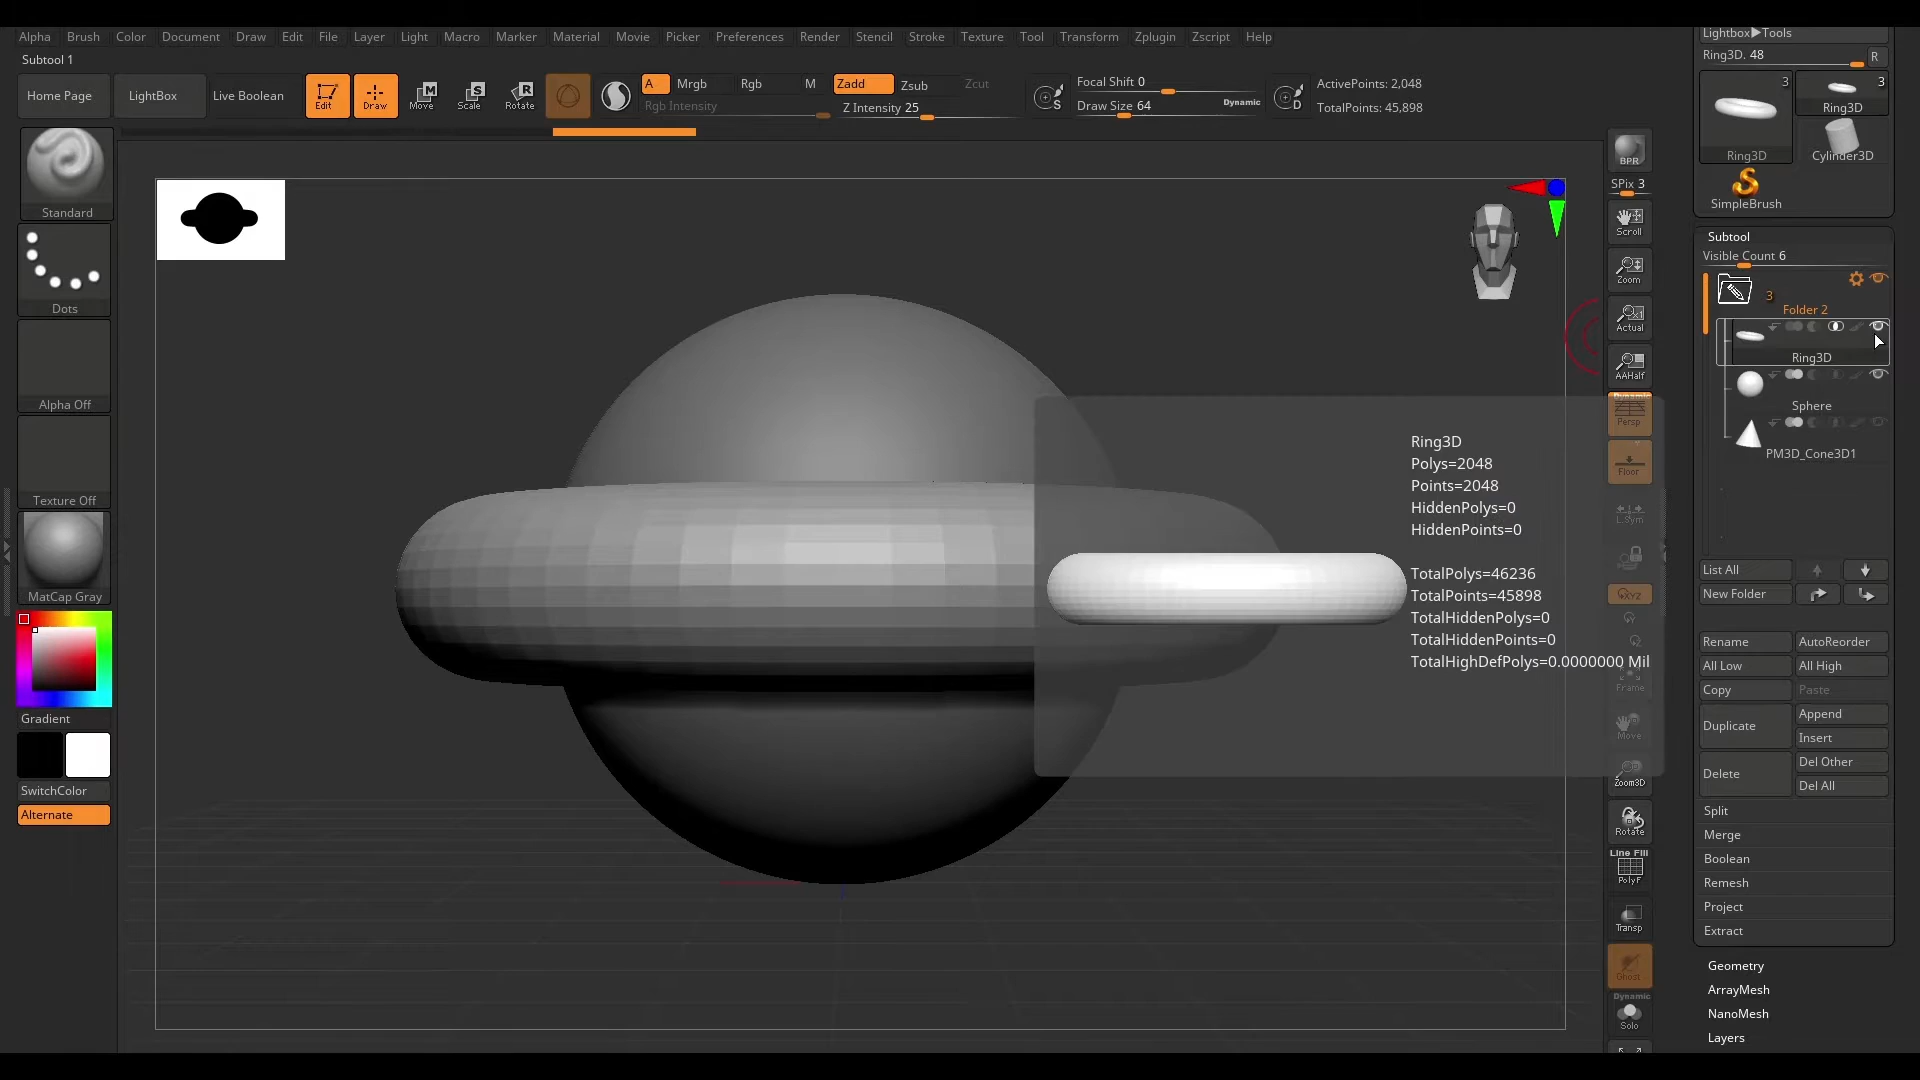 Alpha Brush Color Document Draw Edit File Layer Light Macro Marker Material Movie Picker Preferences Render Stencil Stroke Texture Tool Transform Zplugin Zscript Help
Subtool 1
Home Page LightBox Live Boolean Edit Draw Move Scale Rotate
A Mrgb Rgb M Zadd Zsub Zcut
Rgb Intensity Z Intensity 25
Focal Shift 0
Draw Size 64 Dynamic
S D
ActivePoints: 2,048
TotalPoints: 45,898
Standard
Dots
Alpha Off
Texture Off
MatCap Gray
Gradient
SwitchColor
Alternate
Ring3D
Polys=2048
Points=2048
HiddenPolys=0
HiddenPoints=0
TotalPolys=46236
TotalPoints=45898
TotalHiddenPolys=0
TotalHiddenPoints=0
TotalHighDefPolys=0.0000000 Mil
BPR
SPix 3
Scroll
Zoom
Actual
AAHalf
Dynamic
Persp
Floor
L.Sym
XYZ
Frame
Move
Zoom3D
Rotate
Line Fill
PolyF
Transp
Ghost
Dynamic
Solo
Lightbox▶Tools
Ring3D. 48 R
3 3
Ring3D
Ring3D Cylinder3D
SimpleBrush
Subtool
Visible Count 6
3
Folder 2
Ring3D
Sphere
PM3D_Cone3D1
List All
New Folder
Rename AutoReorder
All Low All High
Copy Paste
Duplicate Append
Insert
Delete Del Other
Del All
Split
Merge
Boolean
Remesh
Project
Extract
Geometry
ArrayMesh
NanoMesh
Layers